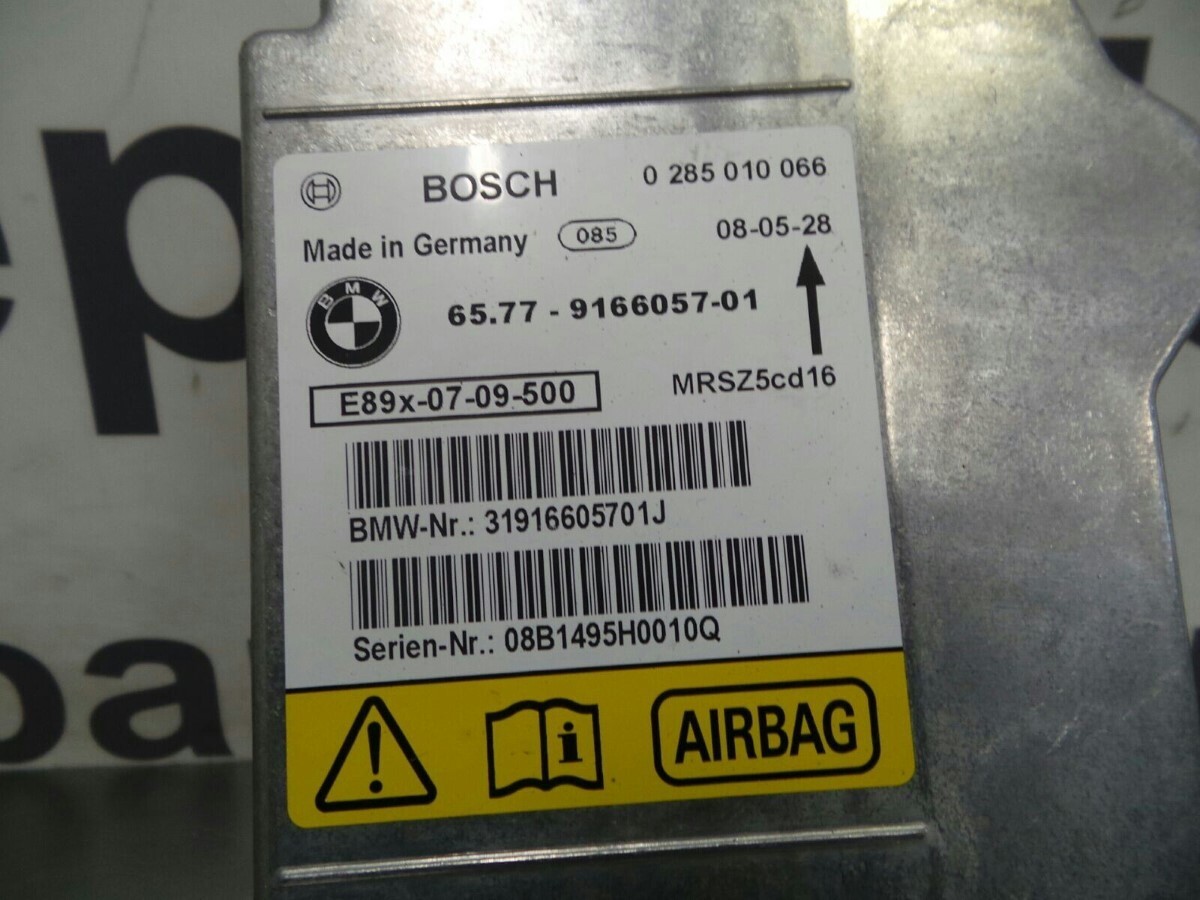 BOSCH 0 285 010 066
Made in Germany 085 08-05-28
BMW 65.77 - 9166057-01
E89x-07-09-500 MRSZ5cd16
BMW-Nr.: 31916605701J
Serien-Nr.: 08B1495H0010Q
i AIRBAG